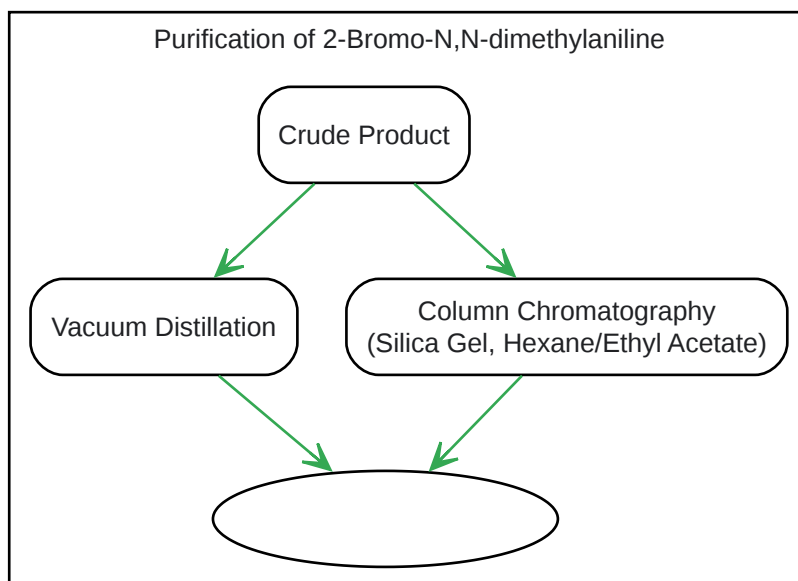 Purification of 2-Bromo-N,N-dimethylaniline
Crude Product
Vacuum Distillation
Column Chromatography
(Silica Gel, Hexane/Ethyl Acetate)